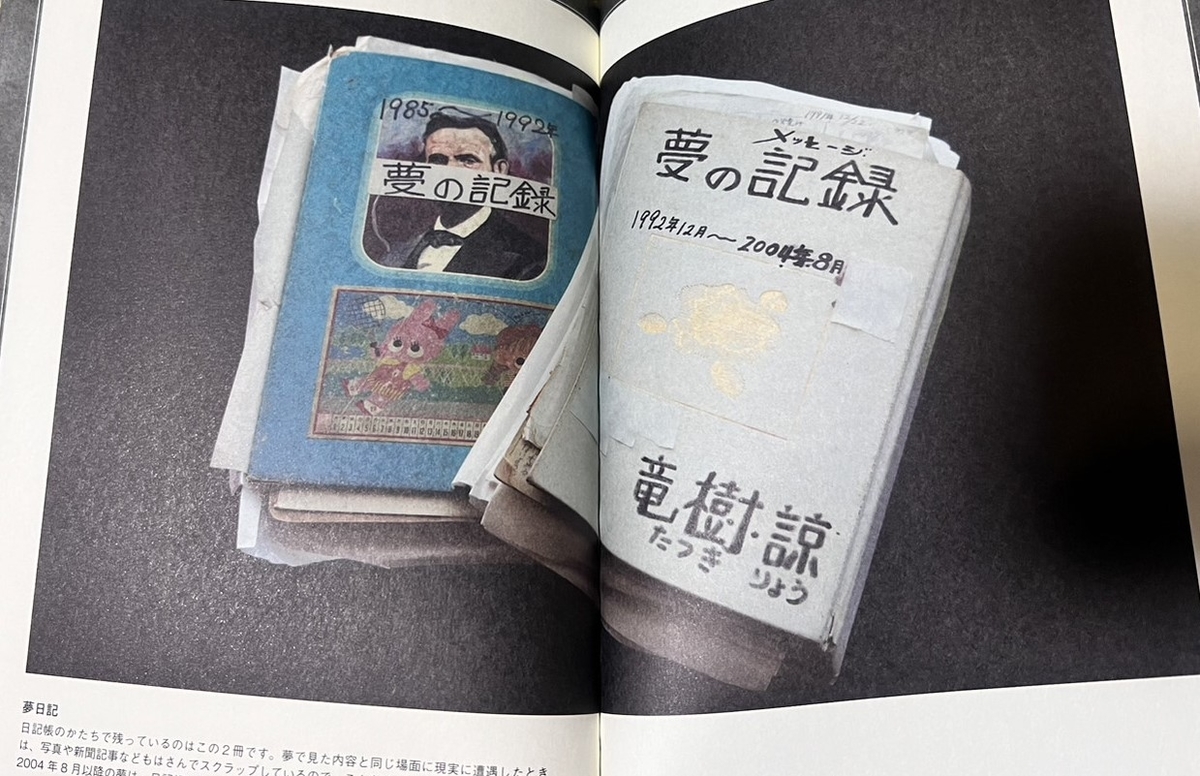 1985〜1992年
夢の記録
メッセージ
夢の記録
1992年12月〜2004年8月
竜樹・諒
たつき りょう
夢日記
日記帳のかたちで残っているのはこの2冊です。夢で見た内容と同じ場面に現実に遭遇したとき
は、写真や新聞記事などもはさんでスクラップしているので、
2004年8月以降の夢は、